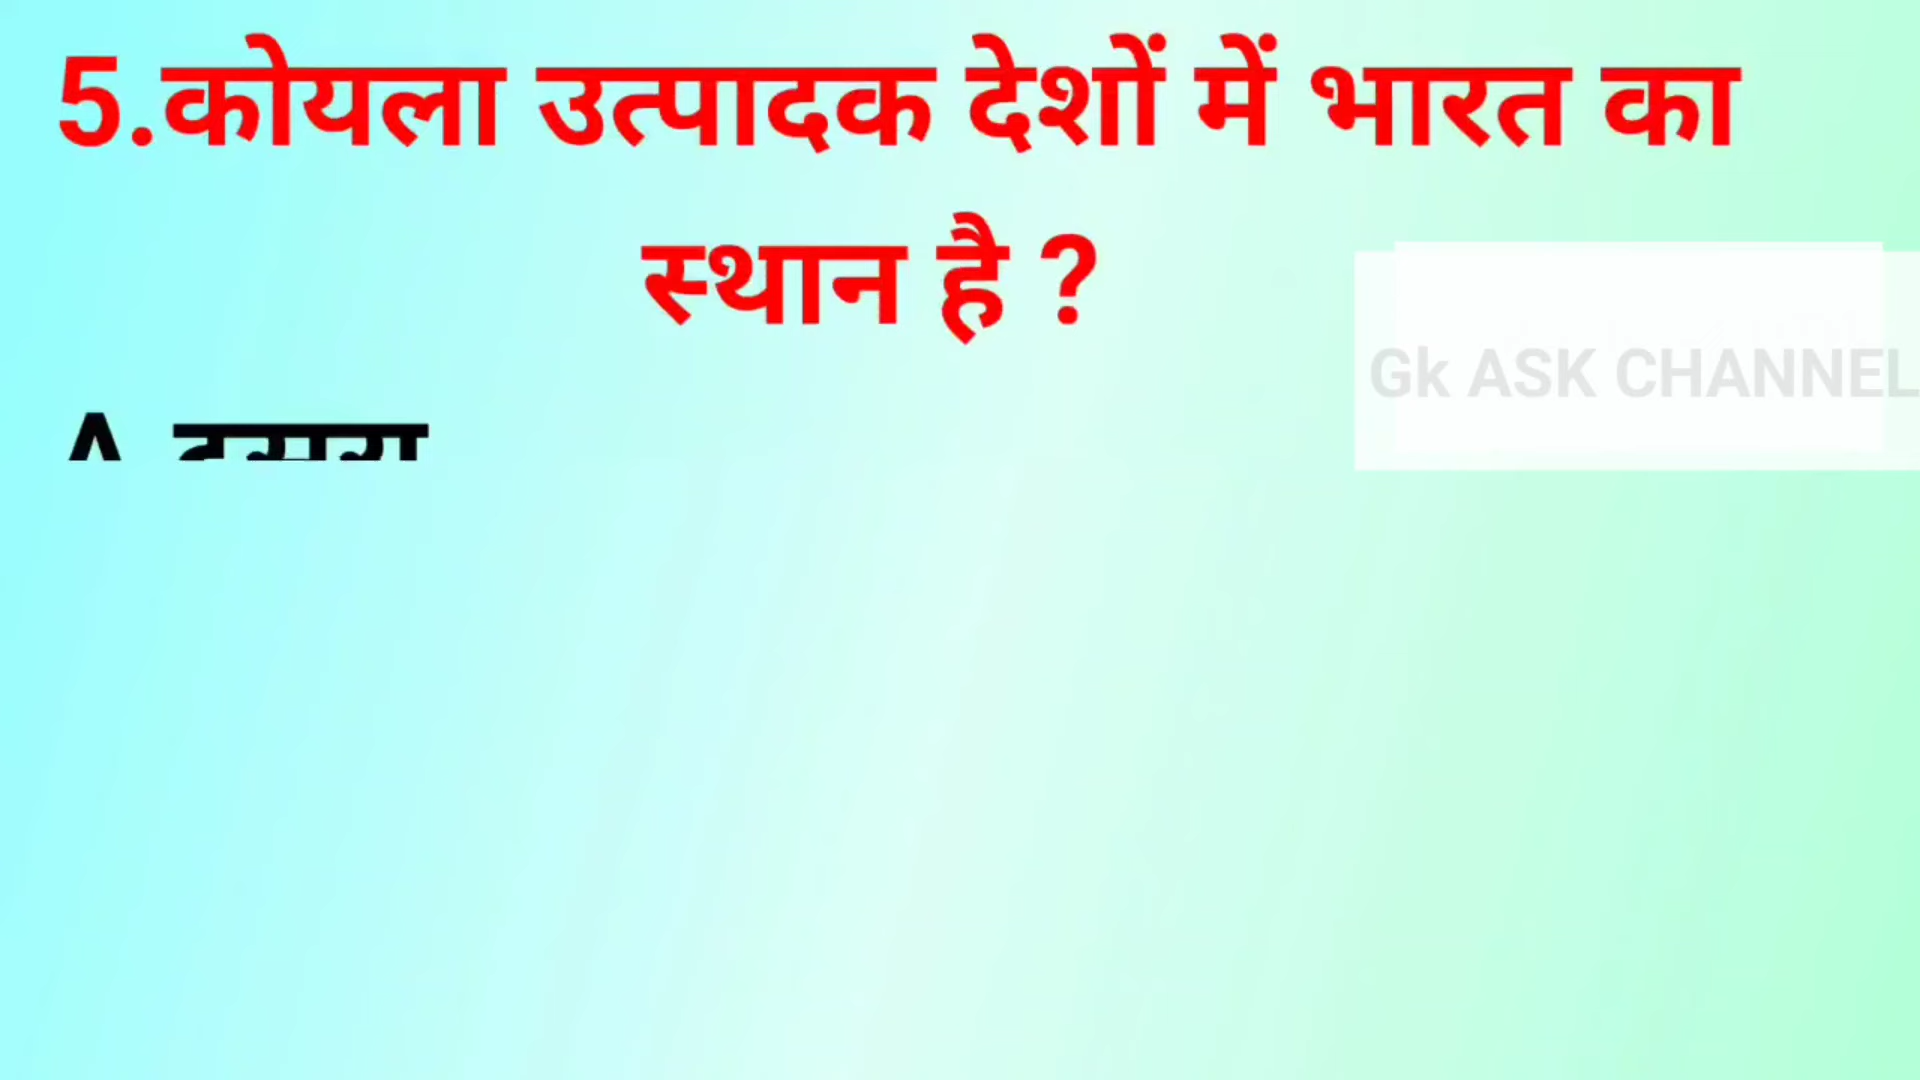 5.कोयला उत्पादक देशों में भारत का
स्थान है ?
Gk ASK CHANNEL
A